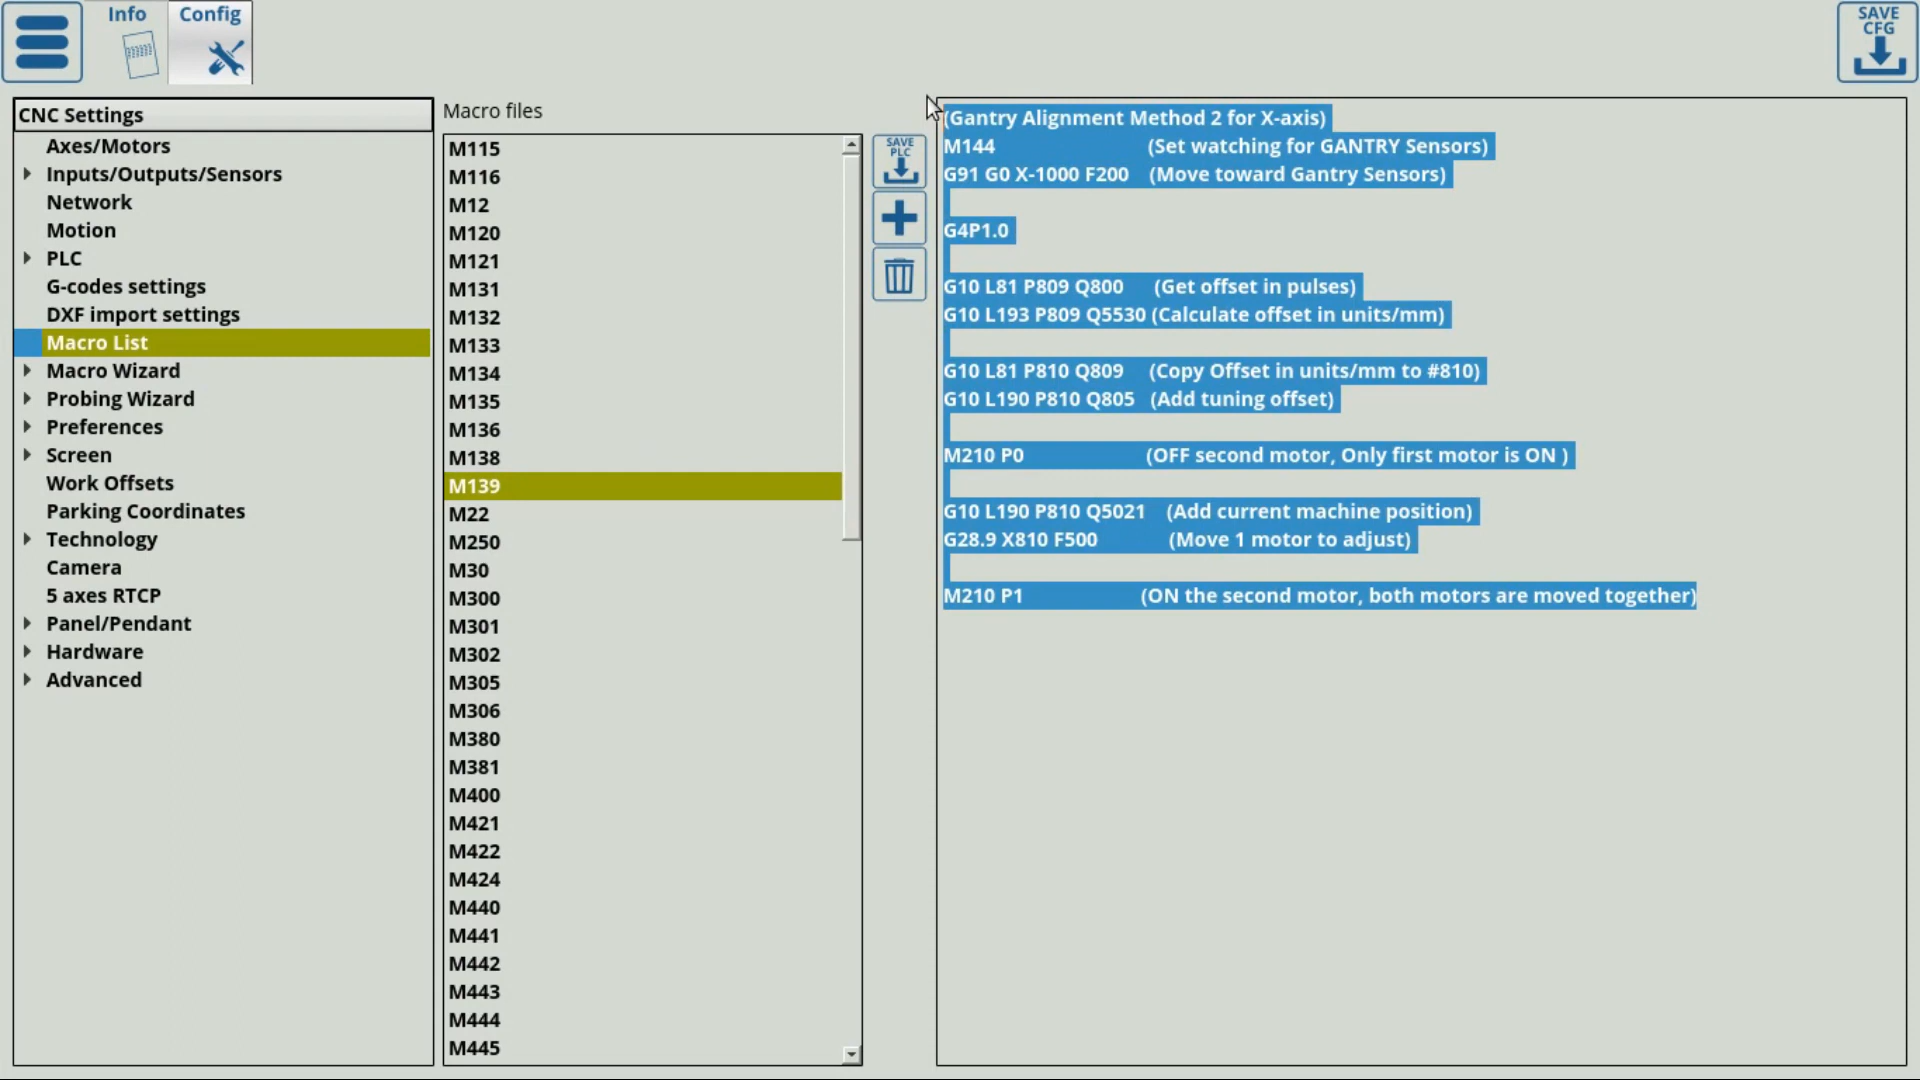 Info
Config
SAVE
CFG
CNC Settings
Axes/Motors
Inputs/Outputs/Sensors
Network
Motion
PLC
G-codes settings
DXF import settings
Macro List
Macro Wizard
Probing Wizard
Preferences
Screen
Work Offsets
Parking Coordinates
Technology
Camera
5 axes RTCP
Panel/Pendant
Hardware
Advanced
Macro files
M115
M116
M12
M120
M121
M131
M132
M133
M134
M135
M136
M138
M139
M22
M250
M30
M300
M301
M302
M305
M306
M380
M381
M400
M421
M422
M424
M440
M441
M442
M443
M444
M445
SAVE
PLC
(Gantry Alignment Method 2 for X-axis)
M144 (Set watching for GANTRY Sensors)
G91 G0 X-1000 F200 (Move toward Gantry Sensors)
G4P1.0
G10 L81 P809 Q800 (Get offset in pulses)
G10 L193 P809 Q5530 (Calculate offset in units/mm)
G10 L81 P810 Q809 (Copy Offset in units/mm to #810)
G10 L190 P810 Q805 (Add tuning offset)
M210 P0 (OFF second motor, Only first motor is ON )
G10 L190 P810 Q5021 (Add current machine position)
G28.9 X810 F500 (Move 1 motor to adjust)
M210 P1 (ON the second motor, both motors are moved together)